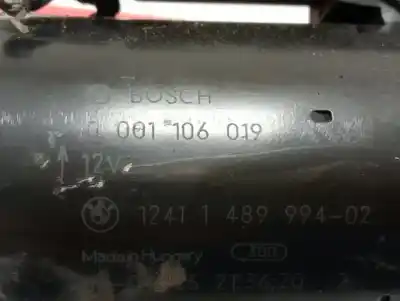 BOSCH
0 001 106 019
12V
1241 1 489 994-02
Made in Hungary